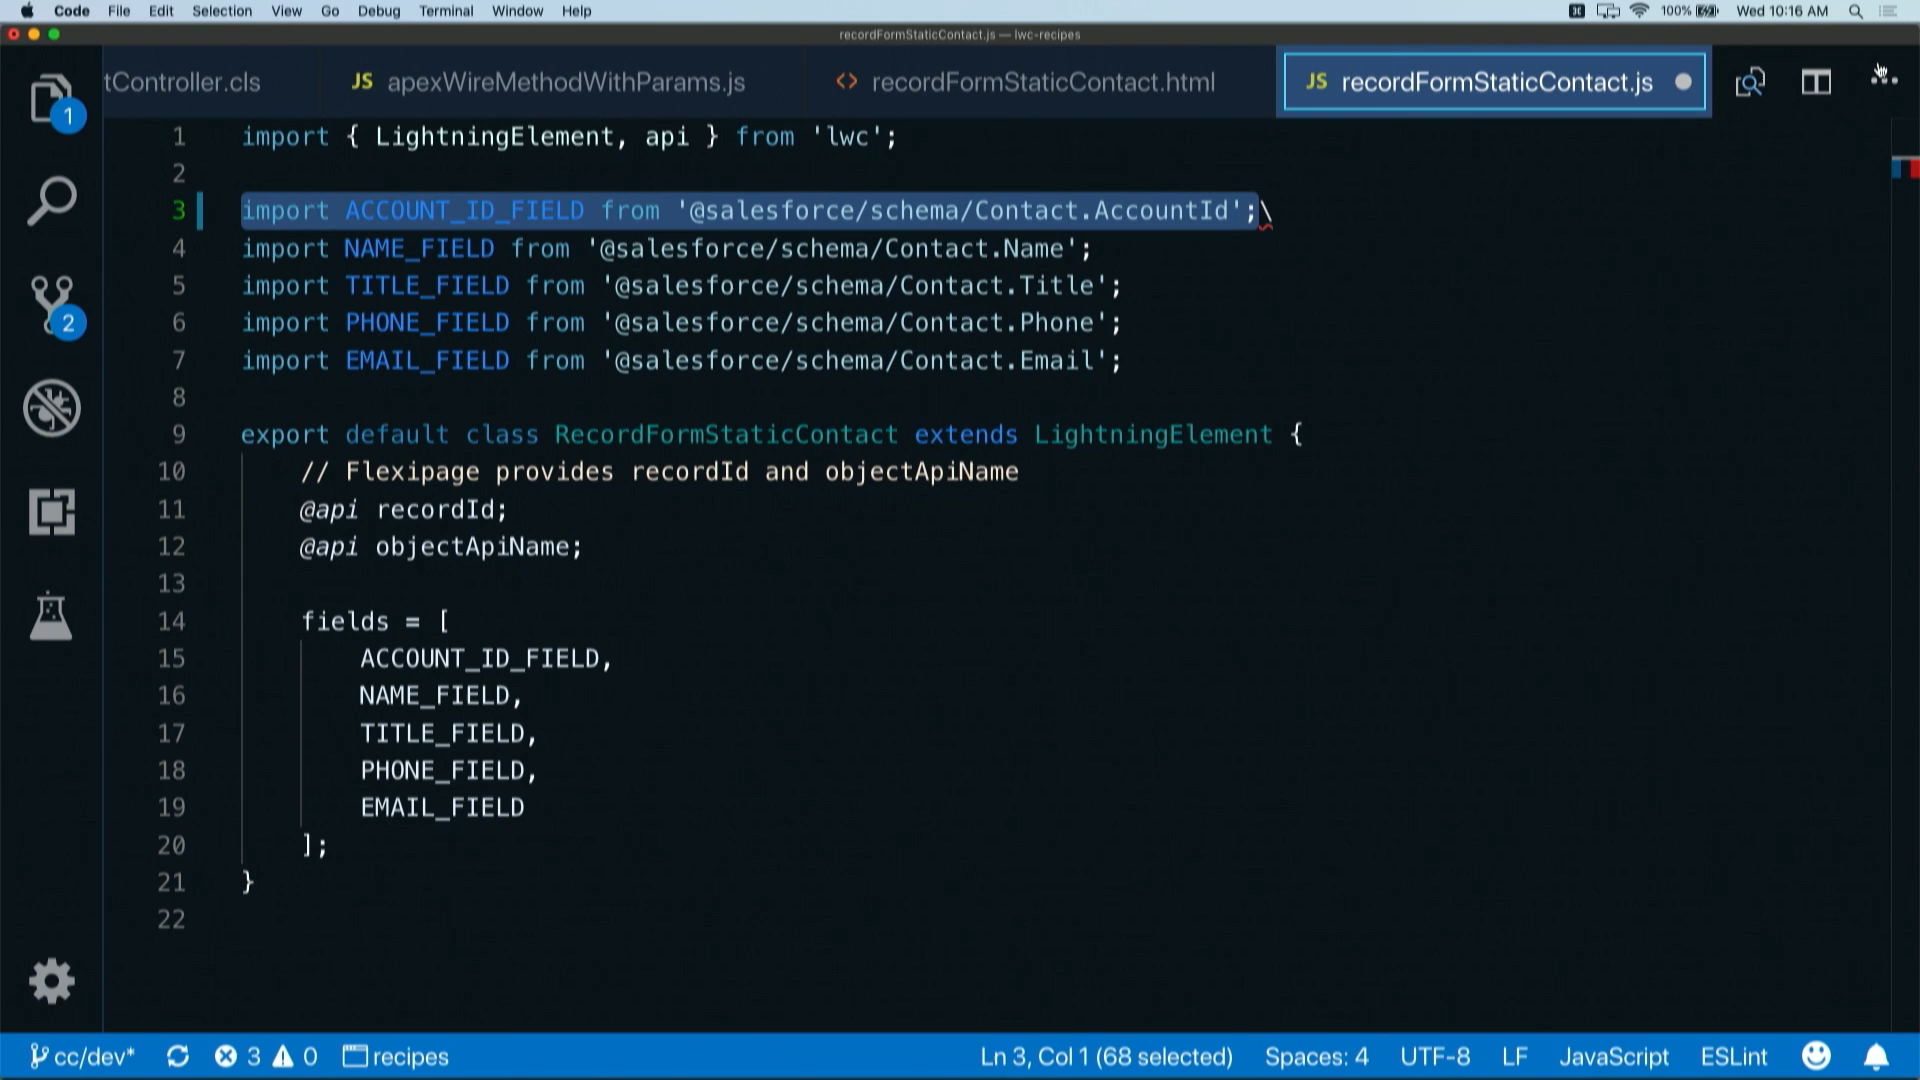 Code File Edit Selection View Go Debug Terminal Window Help 100% Wed 10:16 AM
recordFormStaticContact.js — lwc-recipes
tController.cls JS apexWireMethodWithParams.js <> recordFormStaticContact.html JS recordFormStaticContact.js
1 import { LightningElement, api } from 'lwc';
2
3 import ACCOUNT_ID_FIELD from '@salesforce/schema/Contact.AccountId';\
4 import NAME_FIELD from '@salesforce/schema/Contact.Name';
5 import TITLE_FIELD from '@salesforce/schema/Contact.Title';
6 import PHONE_FIELD from '@salesforce/schema/Contact.Phone';
7 import EMAIL_FIELD from '@salesforce/schema/Contact.Email';
8
9 export default class RecordFormStaticContact extends LightningElement {
10 // Flexipage provides recordId and objectApiName
11 @api recordId;
12 @api objectApiName;
13
14 fields = [
15 ACCOUNT_ID_FIELD,
16 NAME_FIELD,
17 TITLE_FIELD,
18 PHONE_FIELD,
19 EMAIL_FIELD
20 ];
21 }
22
1
2
cc/dev* 3 0 recipes Ln 3, Col 1 (68 selected) Spaces: 4 UTF-8 LF JavaScript ESLint